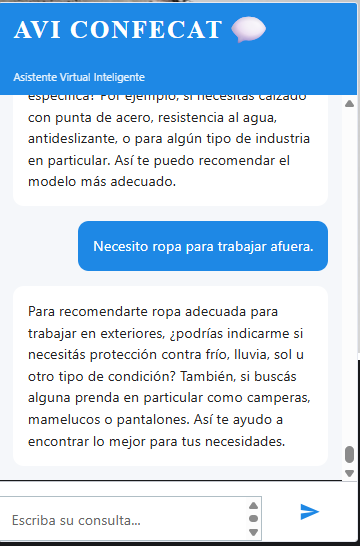 AVI CONFECAT
Asistente Virtual Inteligente
específica? Por ejemplo, si necesitás calzado
con punta de acero, resistencia al agua,
antideslizante, o para algún tipo de industria
en particular. Así te puedo recomendar el
modelo más adecuado.
Necesito ropa para trabajar afuera.
Para recomendarte ropa adecuada para
trabajar en exteriores, ¿podrías indicarme si
necesitás protección contra frío, lluvia, sol u
otro tipo de condición? También, si buscás
alguna prenda en particular como camperas,
mamelucos o pantalones. Así te ayudo a
encontrar lo mejor para tus necesidades.
Escriba su consulta...